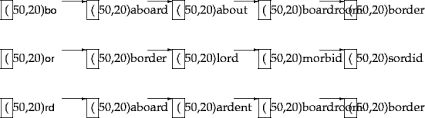 (50,20)bo (50,20)aboard (50,20)about (50,20)boardroom (50,20)border
(50,20)or (50,20)border (50,20)lord (50,20)morbid (50,20)sordid
(50,20)rd (50,20)aboard (50,20)ardent (50,20)boardroom (50,20)border